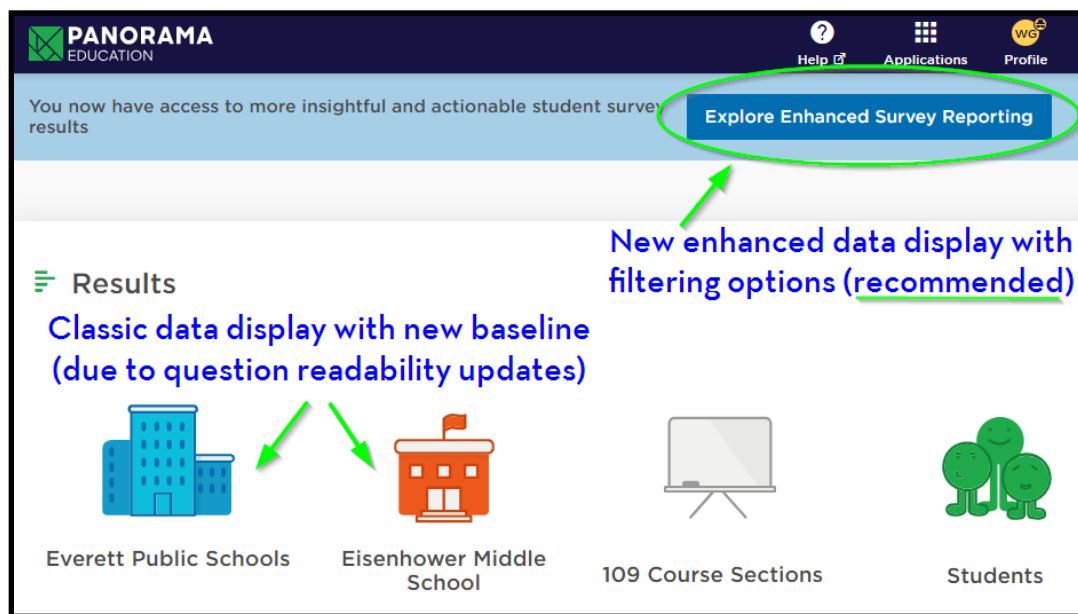 PANORAMA
EDUCATION
?
Help
Applications
WG
Profile
You now have access to more insightful and actionable student survey
results
Explore Enhanced Survey Reporting
New enhanced data display with
filtering options (recommended)
Results
Classic data display with new baseline
(due to question readability updates)
Everett Public Schools
Eisenhower Middle
School
109 Course Sections
Students